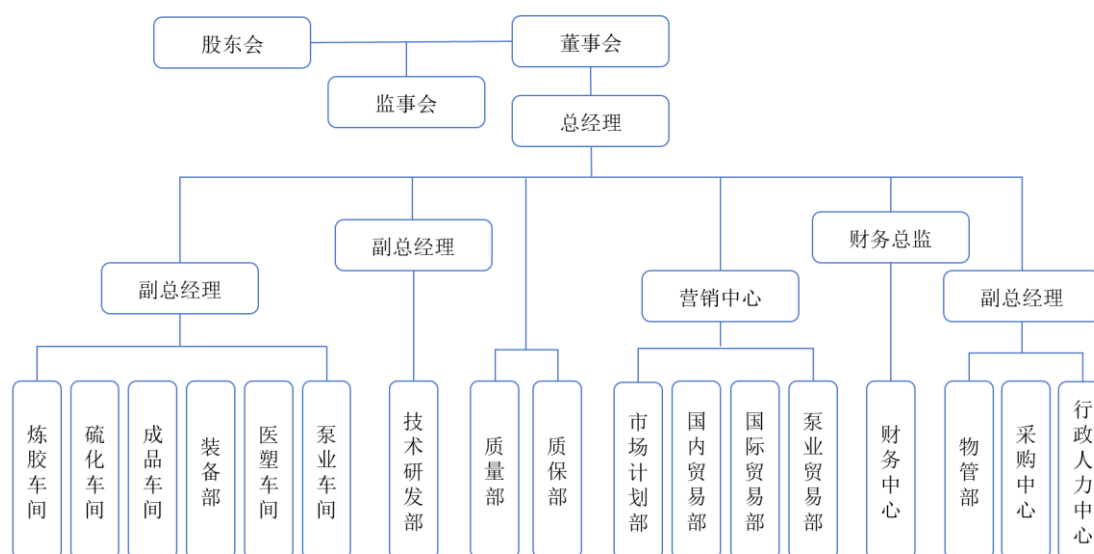 股东会
董事会
监事会
总经理
副总经理
财务总监
副总经理
营销中心
副总经理
炼胶车间
硫化车间
成品车间
装备部
医塑车间
泵业车间
技术研发部
质量部
质保部
市场计划部
国内贸易部
国际贸易部
泵业贸易部
财务中心
物管部
采购中心
行政人力中心